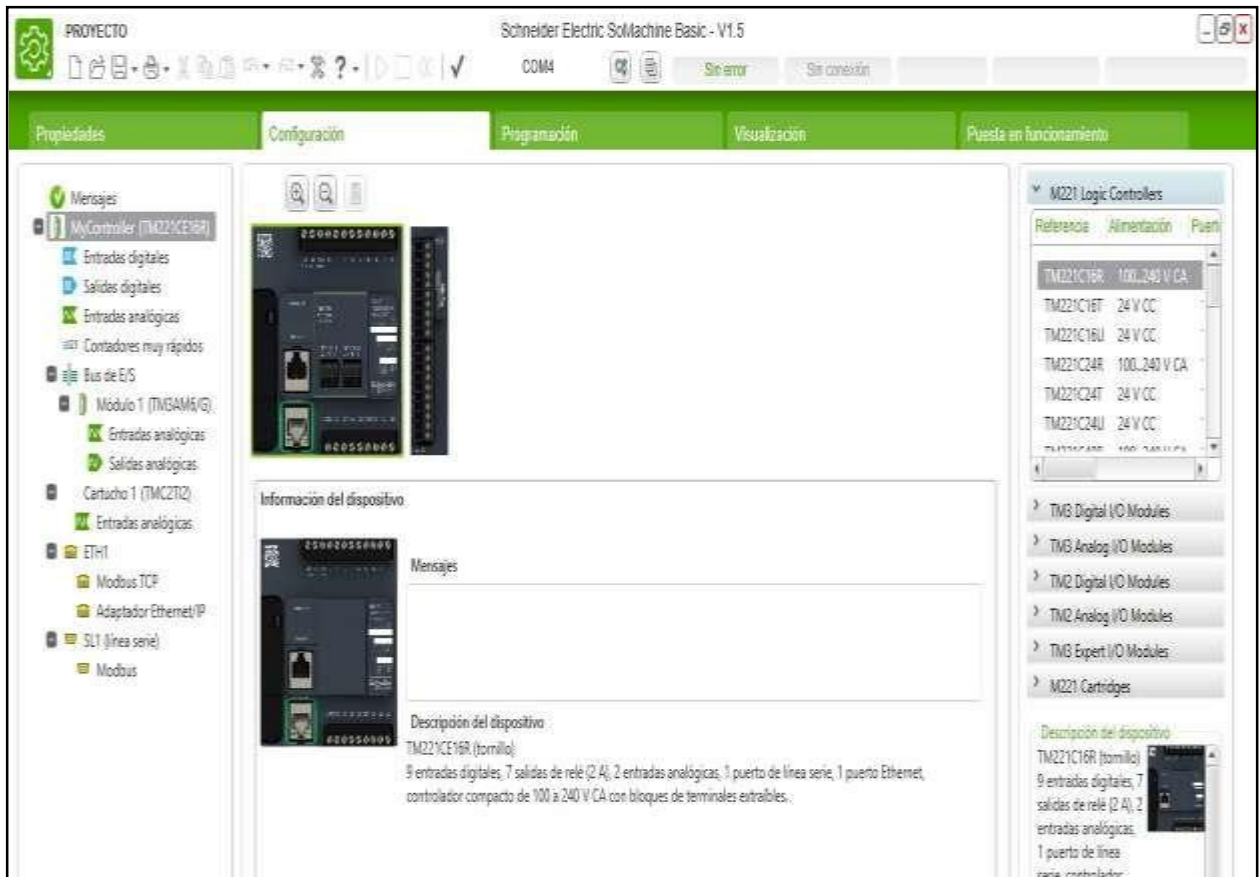 PROYECTO
Schneider Electric SoMachine Basic - V1.5
COM4
Sin error
Sin conexión
Propiedades
Configuración
Programación
Visualización
Puesta en funcionamiento
Mensajes
MyController (TM221CE16R)
Entradas digitales
Salidas digitales
Entradas analógicas
Contadores muy rápidos
Bus de E/S
Módulo 1 (TM3AM6/G)
Entradas analógicas
Salidas analógicas
Cartucho 1 (TMC2TI2)
Entradas analógicas
ETH1
Modbus TCP
Adaptador Ethernet/IP
SL1 (línea serie)
Modbus
Información del dispositivo
Mensajes
Descripción del dispositivo
TM221CE16R (tornillo)
9 entradas digitales, 7 salidas de relé (2 A), 2 entradas analógicas, 1 puerto de línea serie, 1 puerto Ethernet,
controlador compacto de 100 a 240 V CA con bloques de terminales extraíbles.
M221 Logic Controllers
Referencia Alimentación Puert
TM221C16R 100...240 V CA
TM221C16T 24 V CC
TM221C16U 24 V CC
TM221C24R 100...240 V CA
TM221C24T 24 V CC
TM221C24U 24 V CC
TM3 Digital I/O Modules
TM3 Analog I/O Modules
TM2 Digital I/O Modules
TM2 Analog I/O Modules
TM3 Expert I/O Modules
M221 Cartridges
Descripción del dispositivo
TM221C16R (tornillo)
9 entradas digitales, 7
salidas de relé (2 A), 2
entradas analógicas,
1 puerto de línea
serie, controlador